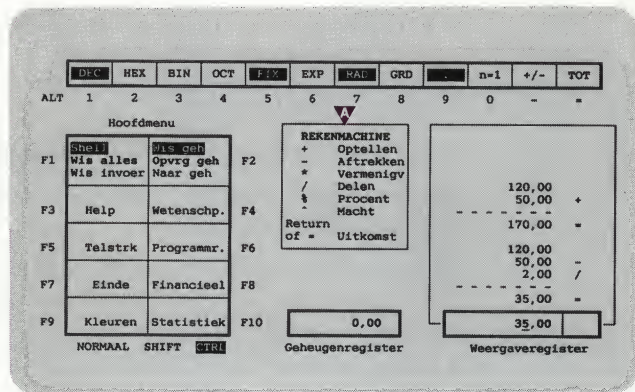 DEC HEX BIN OCT FIX EXP RAD GRD . n=1 +/- TOT
ALT 1 2 3 4 5 6 7 8 9 0 - =
A
Hoofdmenu
F1 Shell Wis geh F2
Wis alles Opvrg geh
Wis invoer Naar geh
F3 Help Wetensch. F4
F5 Telstrk Programmr. F6
F7 Einde Financieel F8
F9 Kleuren Statistiek F10
NORMAAL SHIFT CTRL
REKENMACHINE
+ Optellen
- Aftrekken
* Vermenigv
/ Delen
% Procent
^ Macht
Return
of = Uitkomst
0,00
Geheugenregister
120,00
50,00 +
- - - - - - -
170,00 =
120,00
50,00 -
2,00 /
- - - - - - -
35,00 =
35,00
Weergaveregister